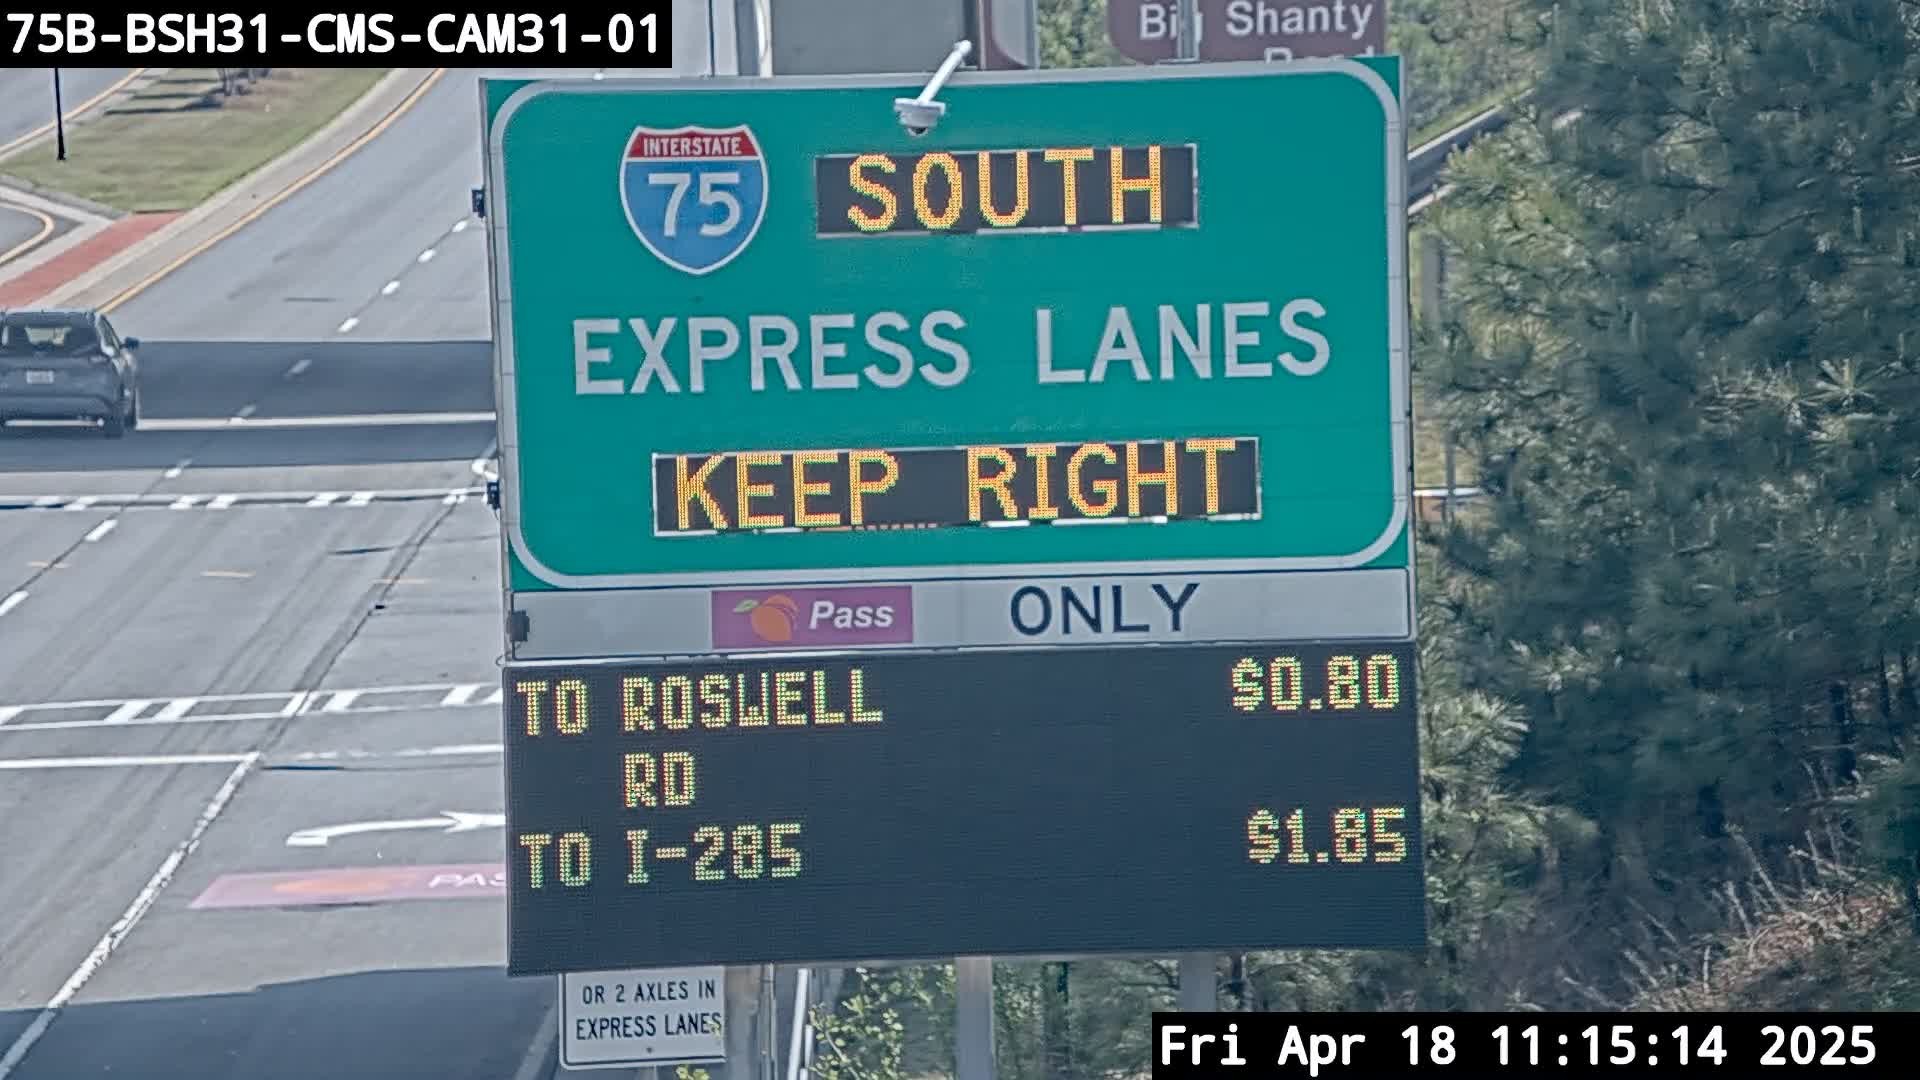 75B-BSH31-CMS-CAM31-01
Big Shanty
Road
INTERSTATE
75
SOUTH
EXPRESS LANES
KEEP RIGHT
Pass
ONLY
TO ROSWELL $0.80
RD
TO I-285 $1.85
PAS
OR 2 AXLES IN
EXPRESS LANES
Fri Apr 18 11:15:14 2025